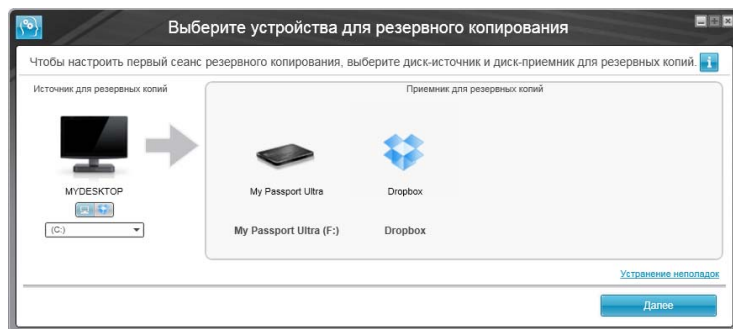 Выберите устройства для резервного копирования
Чтобы настроить первый сеанс резервного копирования, выберите диск-источник и диск-приемник для резервных копий.
Источник для резервных копий
Приемник для резервных копий
MYDESKTOP
My Passport Ultra
Dropbox
(C:)
My Passport Ultra (F:)
Dropbox
Устранение неполадок
Далее